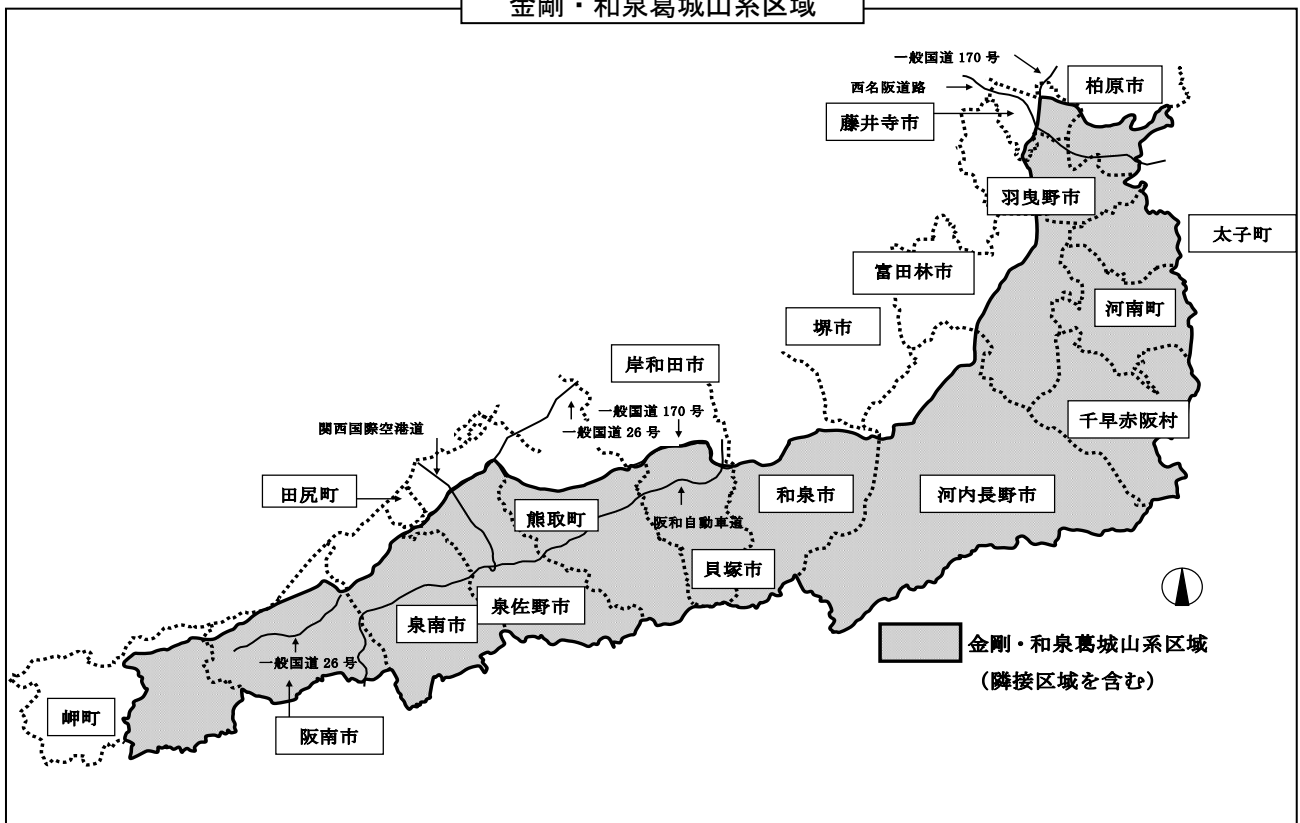 金剛・和泉葛城山系区域
一般国道 170 号
柏原市
西名阪道路
藤井寺市
羽曳野市
太子町
富田林市
河南町
堺市
岸和田市
一般国道 170 号
千早赤阪村
関西国際空港道
一般国道 26 号
田尻町
和泉市
河内長野市
熊取町
阪和自動車道
貝塚市
泉佐野市
泉南市
金剛・和泉葛城山系区域
(隣接区域を含む)
一般国道 26 号
岬町
阪南市